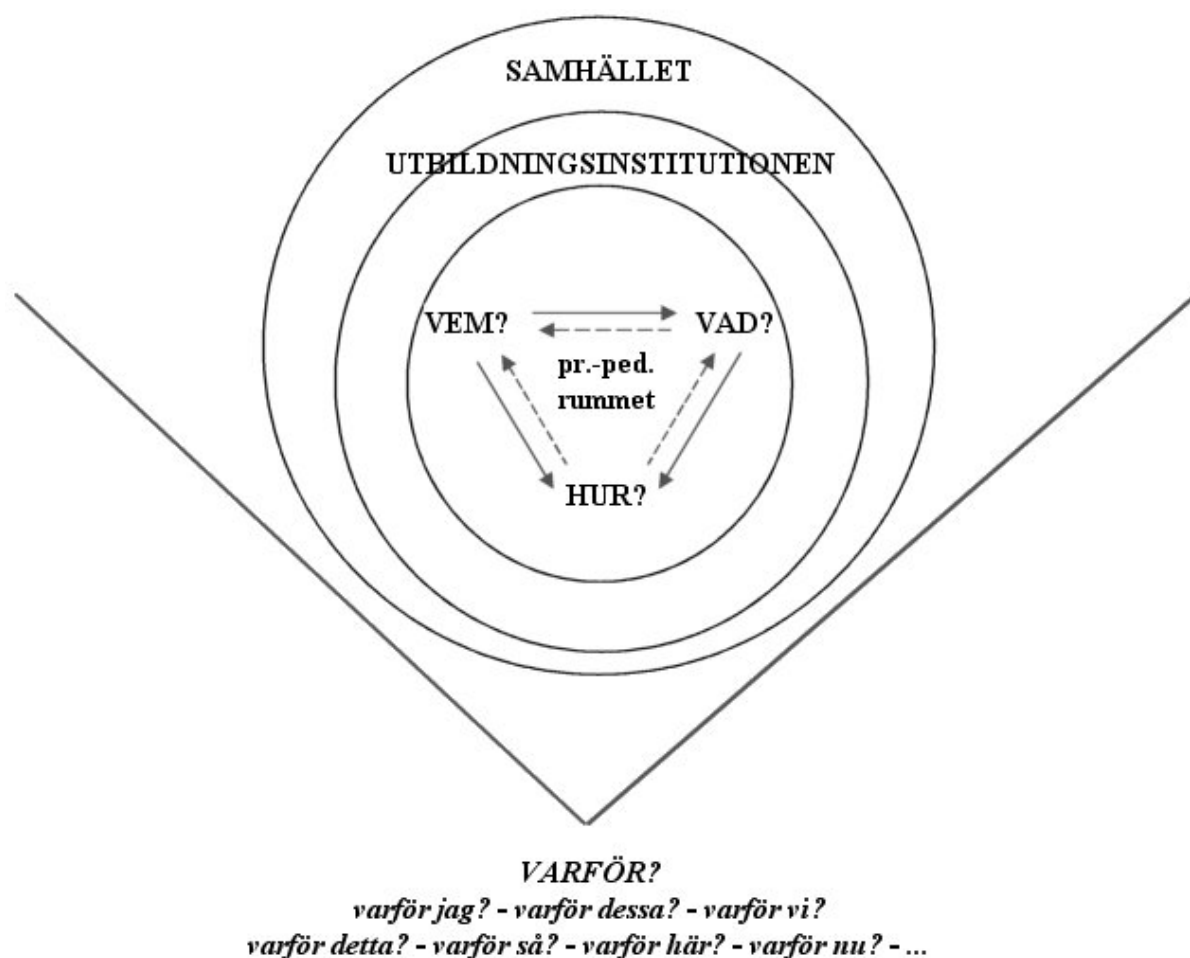 SAMHÄLLET
UTBILDNINGSINSTITUTIONEN
VEM?
VAD?
pr.-ped.
rummet
HUR?
VARFÖR?
varför jag? - varför dessa? - varför vi?
varför detta? - varför så? - varför här? - varför nu? - ...